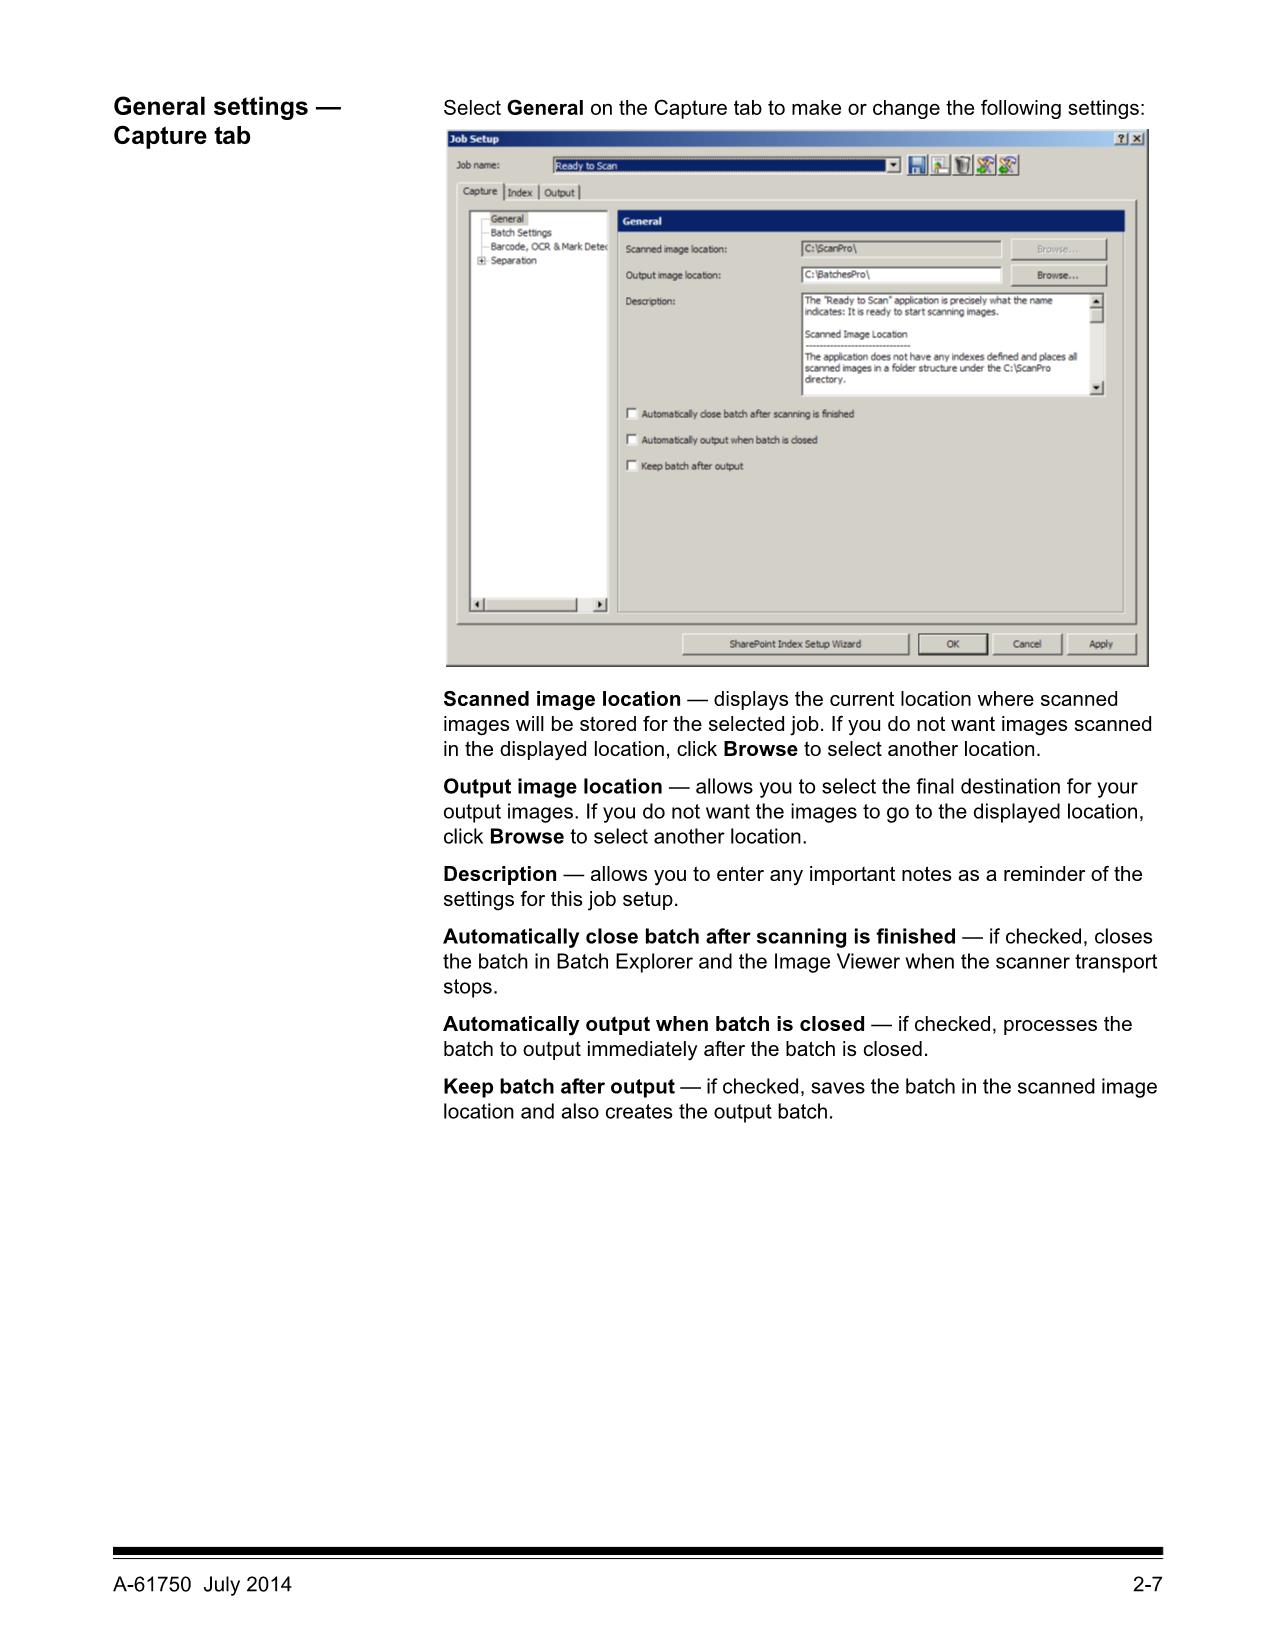 General settings —
Capture tab
Select General on the Capture tab to make or change the following settings:
Job Setup
Job name:
Ready to Scan
Capture
Index
Output
General
Batch Settings
Barcode, OCR & Mark Detec
Separation
General
Scanned image location:
C:\ScanPro\
Browse...
Output image location:
C:\BatchesPro\
Browse...
Description:
The "Ready to Scan" application is precisely what the name
indicates: It is ready to start scanning images.
Scanned Image Location
------------------------------
The application does not have any indexes defined and places all
scanned images in a folder structure under the C:\ScanPro
directory.
Automatically close batch after scanning is finished
Automatically output when batch is closed
Keep batch after output
SharePoint Index Setup Wizard
OK
Cancel
Apply
Scanned image location — displays the current location where scanned
images will be stored for the selected job. If you do not want images scanned
in the displayed location, click Browse to select another location.
Output image location — allows you to select the final destination for your
output images. If you do not want the images to go to the displayed location,
click Browse to select another location.
Description — allows you to enter any important notes as a reminder of the
settings for this job setup.
Automatically close batch after scanning is finished — if checked, closes
the batch in Batch Explorer and the Image Viewer when the scanner transport
stops.
Automatically output when batch is closed — if checked, processes the
batch to output immediately after the batch is closed.
Keep batch after output — if checked, saves the batch in the scanned image
location and also creates the output batch.
A-61750 July 2014
2-7